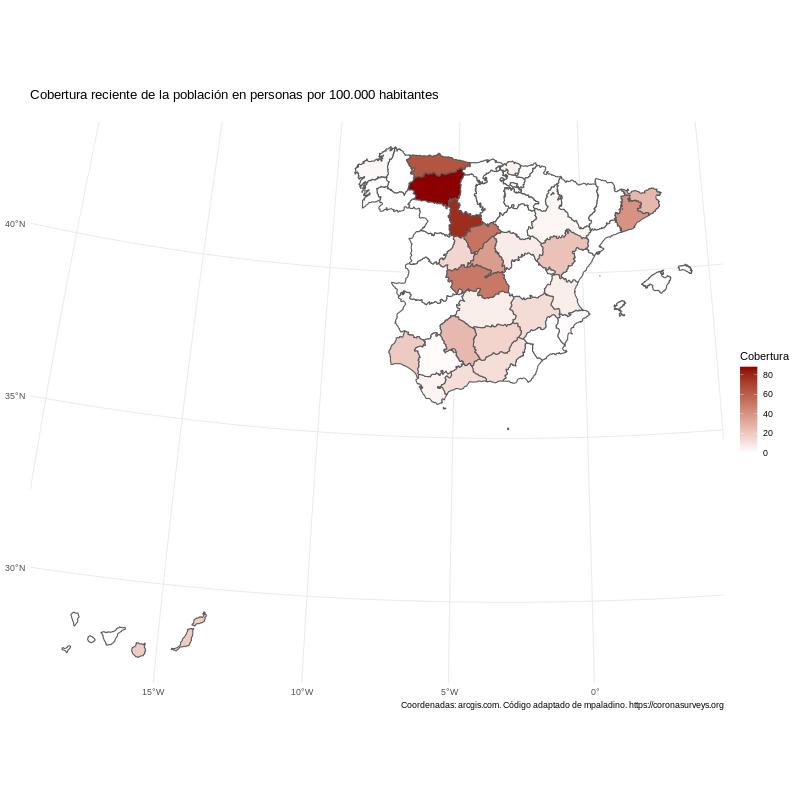 Cobertura reciente de la población en personas por 100.000 habitantes
40°N
35°N
30°N
15°W
10°W
5°W
0°
Cobertura
80
60
40
20
0
Coordenadas: arcgis.com. Código adaptado de mpaladino. https://coronasurveys.org